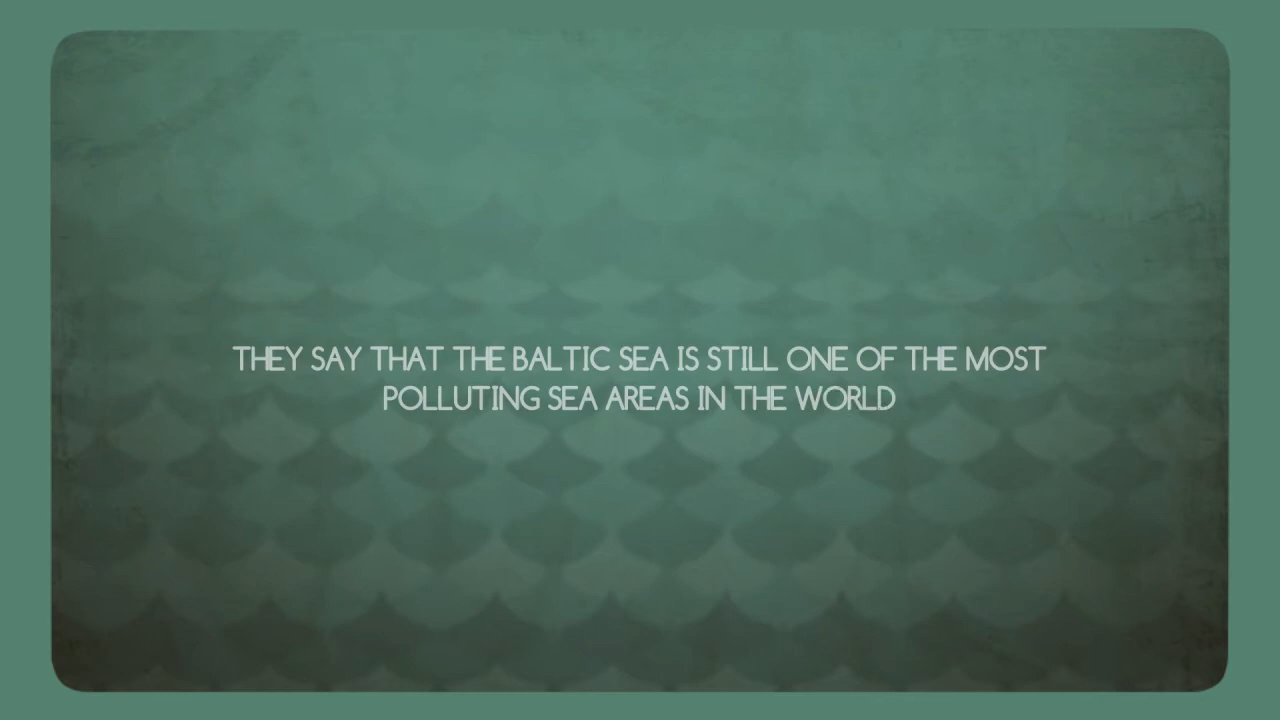 THEY SAY THAT THE BALTIC SEA IS STILL ONE OF THE MOST
POLLUTING SEA AREAS IN THE WORLD